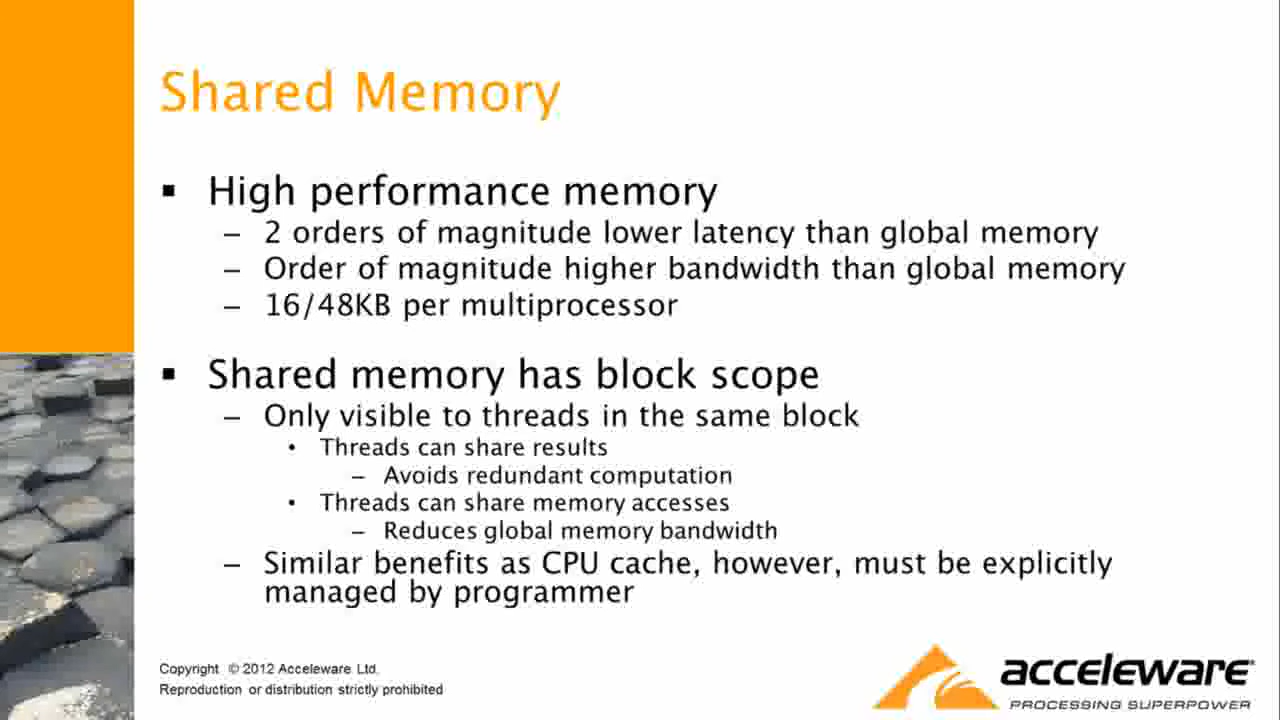 Shared Memory
▪ High performance memory
– 2 orders of magnitude lower latency than global memory
– Order of magnitude higher bandwidth than global memory
– 16/48KB per multiprocessor
▪ Shared memory has block scope
– Only visible to threads in the same block
• Threads can share results
– Avoids redundant computation
• Threads can share memory accesses
– Reduces global memory bandwidth
– Similar benefits as CPU cache, however, must be explicitly
managed by programmer
Copyright © 2012 Acceleware Ltd.
Reproduction or distribution strictly prohibited
acceleware
PROCESSING SUPERPOWER